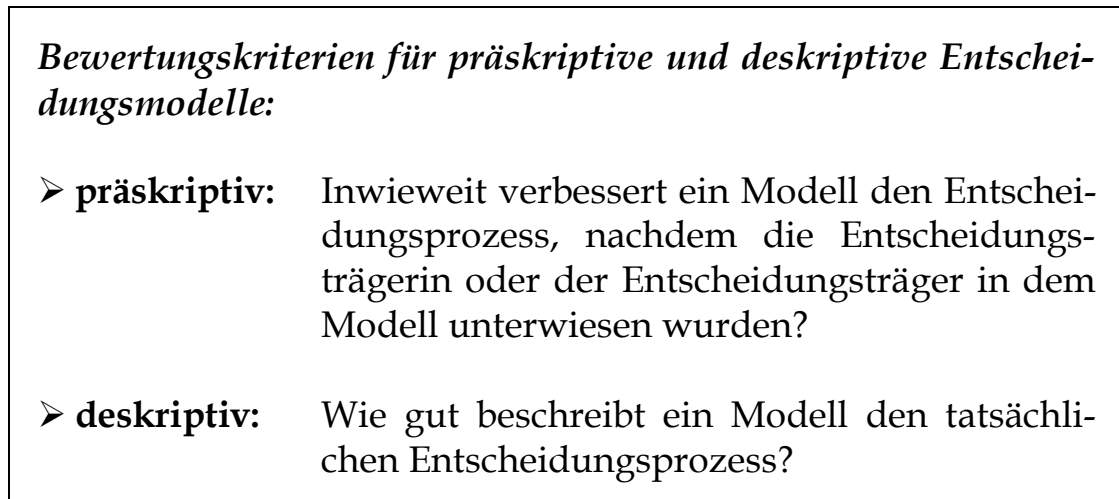 Bewertungskriterien für präskriptive und deskriptive Entschei-
dungsmodelle:
➢ präskriptiv: Inwieweit verbessert ein Modell den Entschei-
dungsprozess, nachdem die Entscheidungs-
trägerin oder der Entscheidungsträger in dem
Modell unterwiesen wurden?
➢ deskriptiv: Wie gut beschreibt ein Modell den tatsächli-
chen Entscheidungsprozess?